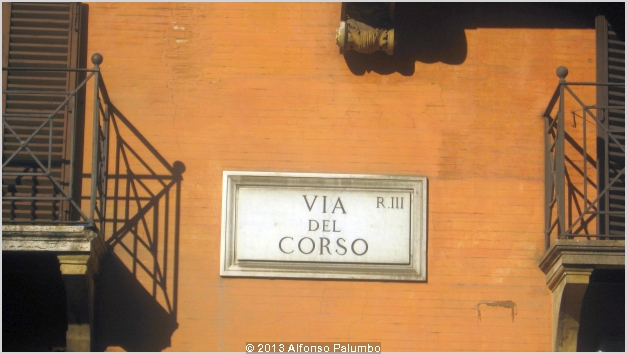 VIA R.III
DEL
CORSO
© 2013 Alfonso Palumbo